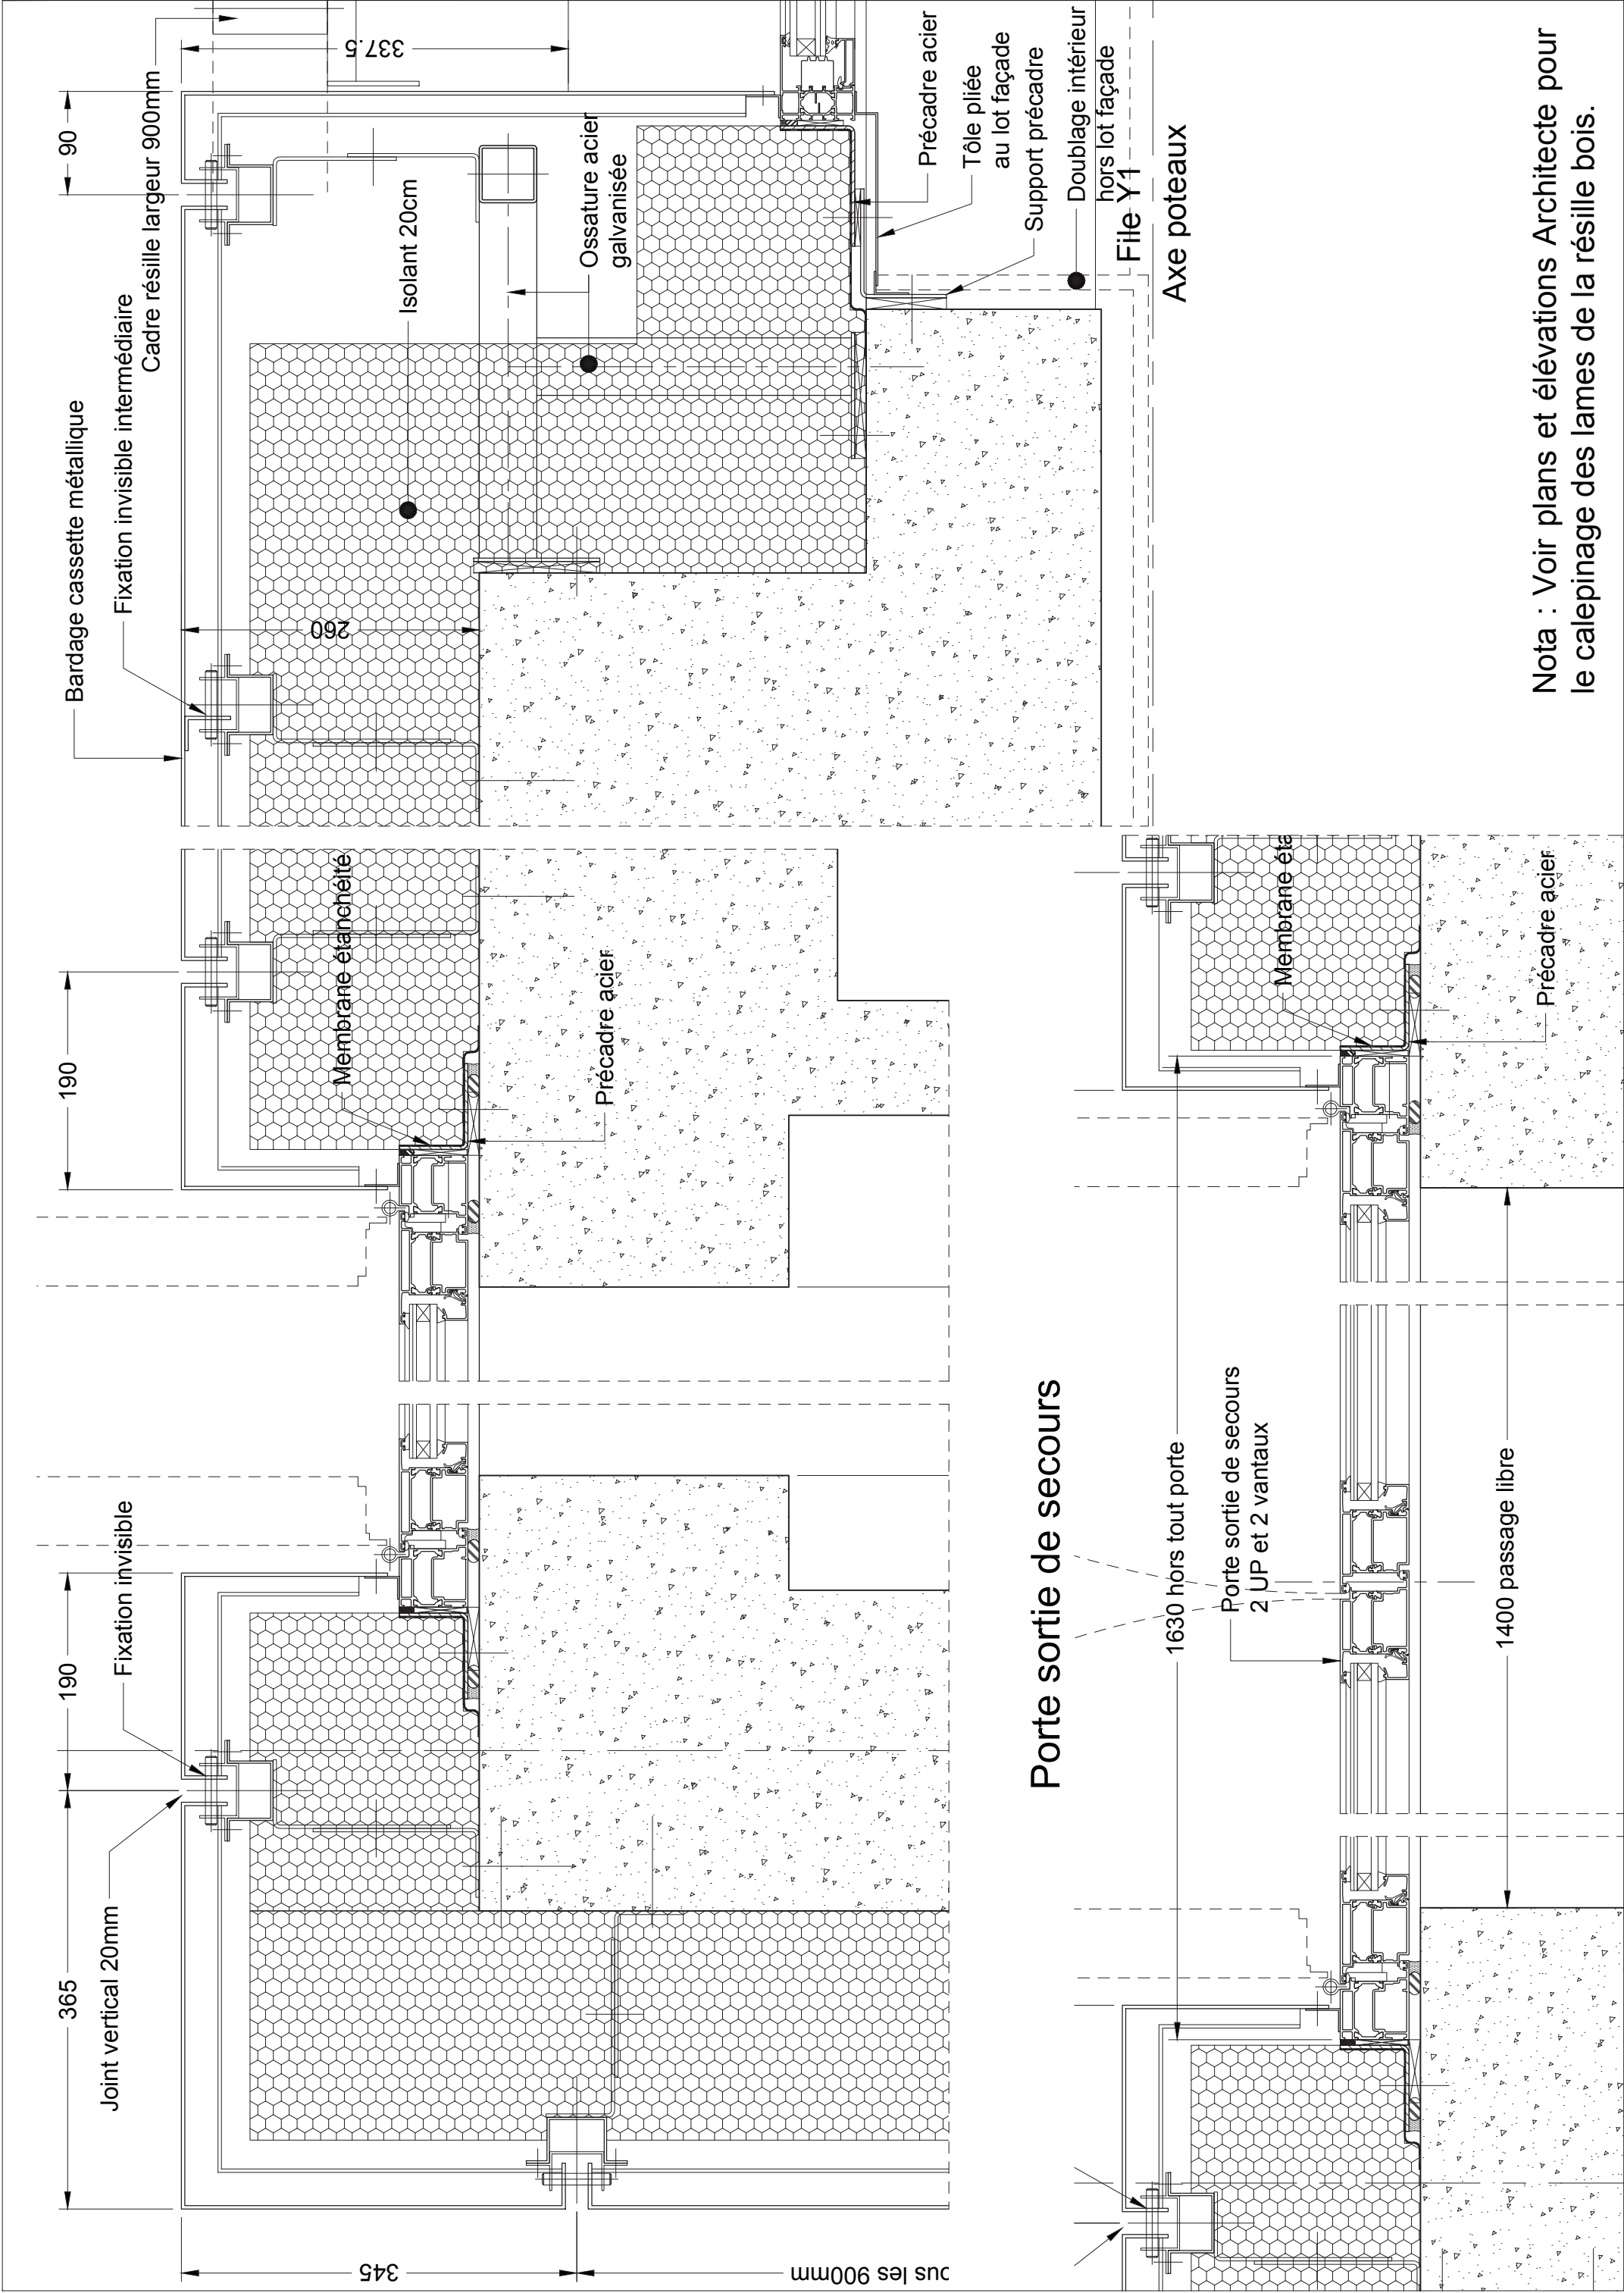 365
190
190
90
Joint vertical 20mm
Fixation invisible
Bardage cassette métallique
Fixation invisible intermédiaire
Cadre résille largeur 900mm
345
ous les 900mm
260
337.5
Membrane étanchéité
Précadre acier
Isolant 20cm
Ossature acier
galvanisée
Précadre acier
Tôle pliée
au lot façade
Support précadre
Doublage intérieur
hors lot façade
File Y1
Axe poteaux
Porte sortie de secours
1630 hors tout porte
Porte sortie de secours
2 UP et 2 vantaux
1400 passage libre
Membrane éta
Précadre acier
Nota : Voir plans et élévations Architecte pour
le calepinage des lames de la résille bois.